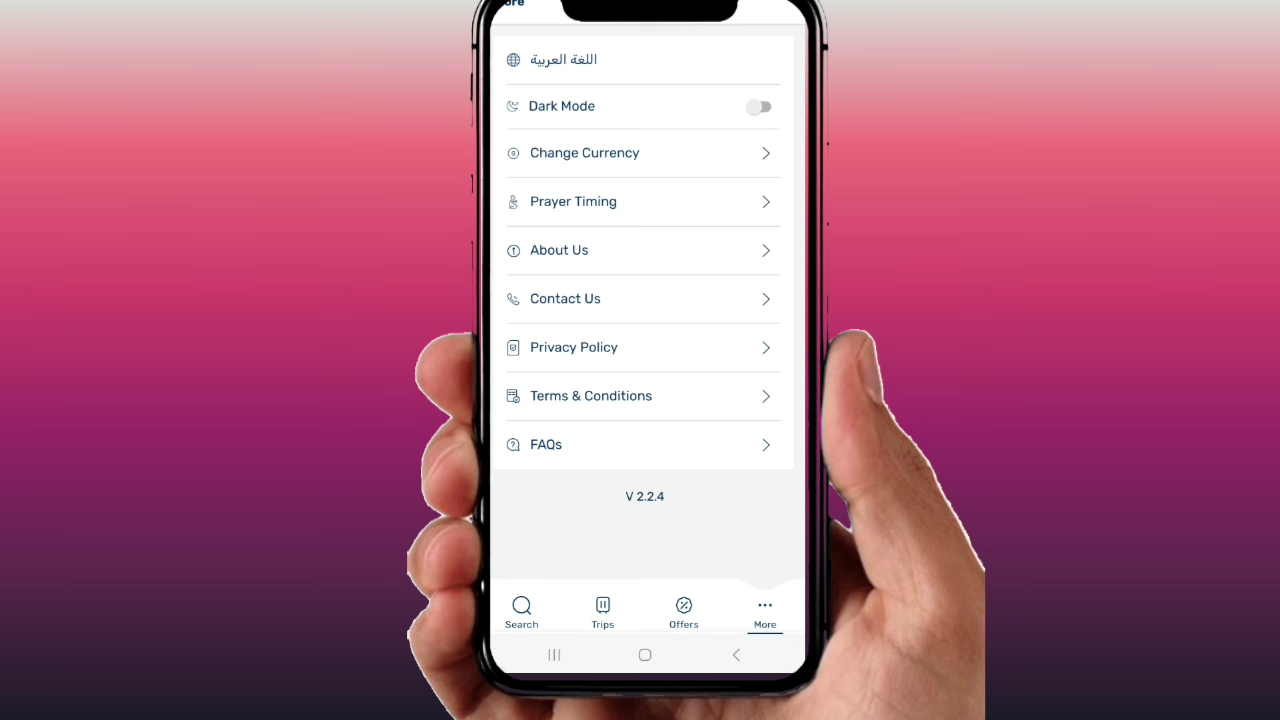 اللغة العربية
Dark Mode
Change Currency
Prayer Timing
About Us
Contact Us
Privacy Policy
Terms & Conditions
FAQs
V 2.2.4
Search
Trips
Offers
More